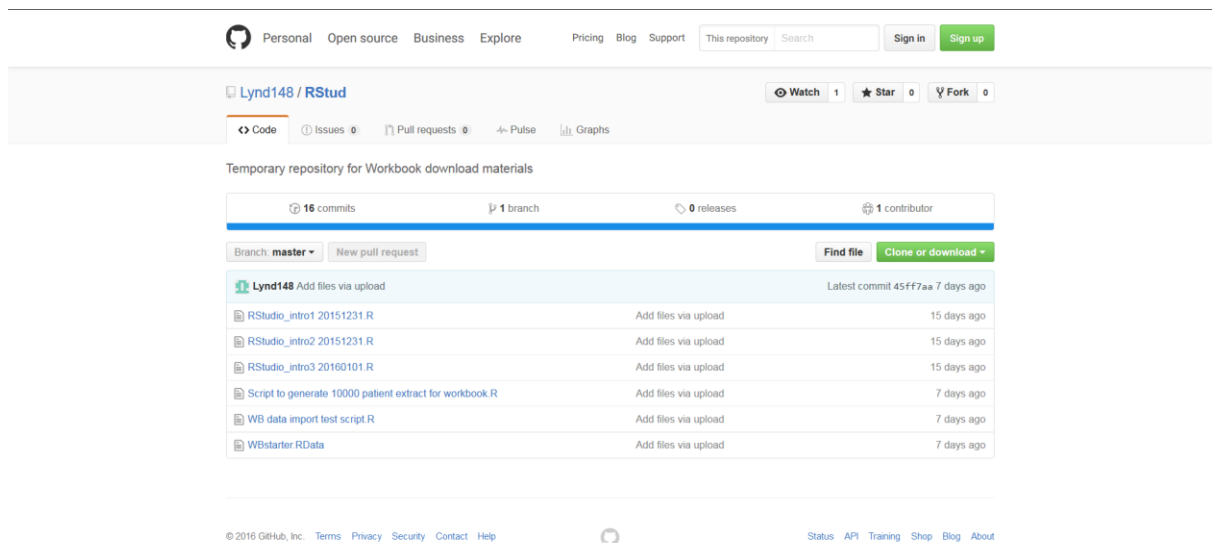 Personal Open source Business Explore Pricing Blog Support This repository Search Sign in Sign up
Lynd148 / RStud Watch 1 Star 0 Fork 0
Code Issues 0 Pull requests 0 Pulse Graphs
Temporary repository for Workbook download materials
16 commits 1 branch 0 releases 1 contributor
Branch: master New pull request Find file Clone or download
Lynd148 Add files via upload Latest commit 45ff7aa 7 days ago
RStudio_intro1 20151231.R Add files via upload 15 days ago
RStudio_intro2 20151231.R Add files via upload 15 days ago
RStudio_intro3 20160101.R Add files via upload 15 days ago
Script to generate 10000 patient extract for workbook.R Add files via upload 7 days ago
WB data import test script.R Add files via upload 7 days ago
WBstarter.RData Add files via upload 7 days ago
© 2016 GitHub, Inc. Terms Privacy Security Contact Help Status API Training Shop Blog About